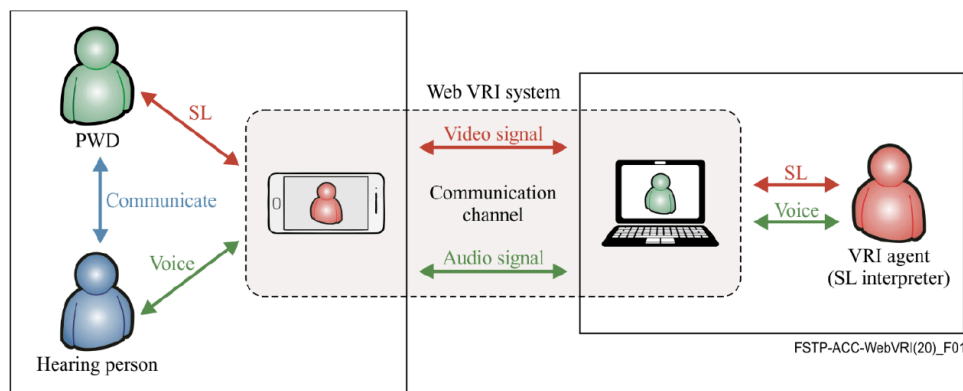 Web VRI system
SL
Video signal
PWD
SL
Communicate
Communication
channel
Voice
Voice
Audio signal
VRI agent
(SL interpreter)
Hearing person
FSTP-ACC-WebVRI(20)_F01